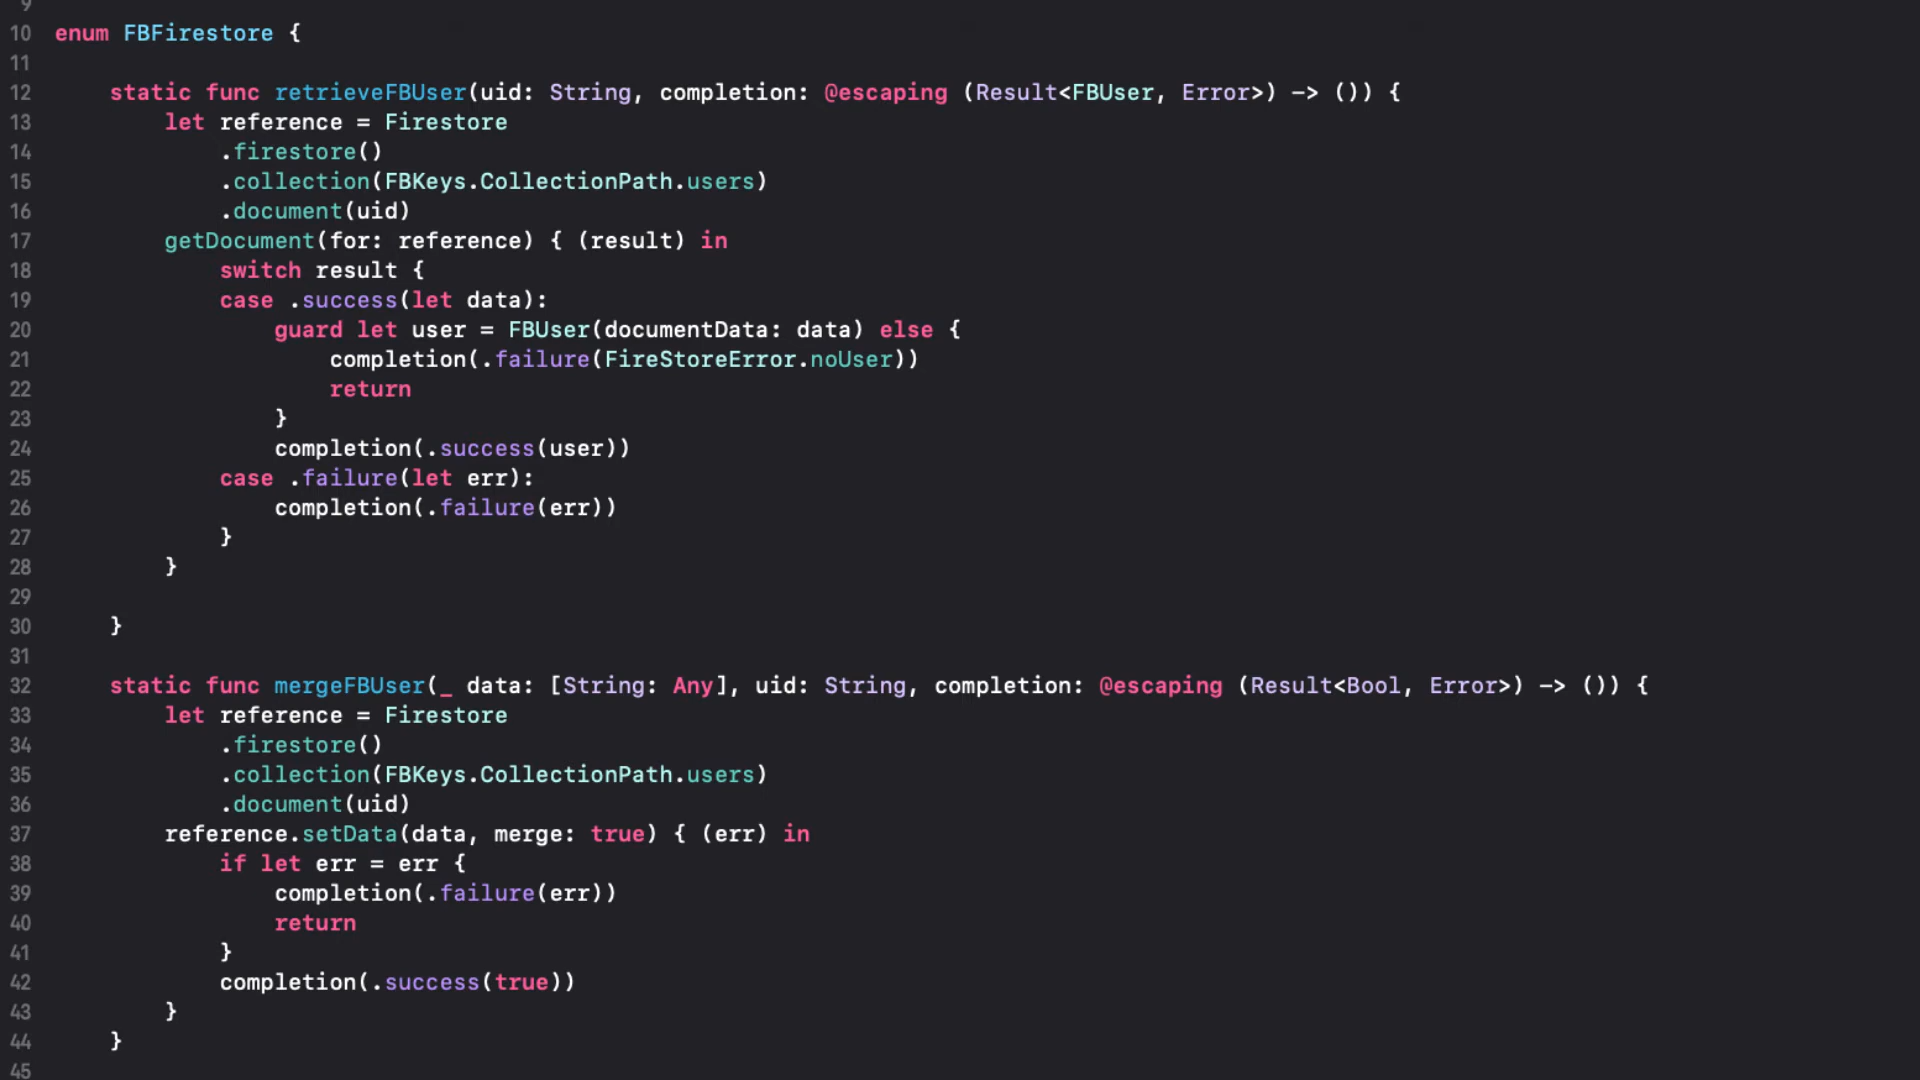 9
10 enum FBFirestore {
11
12     static func retrieveFBUser(uid: String, completion: @escaping (Result<FBUser, Error>) -> ()) {
13         let reference = Firestore
14             .firestore()
15             .collection(FBKeys.CollectionPath.users)
16             .document(uid)
17         getDocument(for: reference) { (result) in
18             switch result {
19             case .success(let data):
20                 guard let user = FBUser(documentData: data) else {
21                     completion(.failure(FireStoreError.noUser))
22                     return
23                 }
24                 completion(.success(user))
25             case .failure(let err):
26                 completion(.failure(err))
27             }
28         }
29
30     }
31
32     static func mergeFBUser(_ data: [String: Any], uid: String, completion: @escaping (Result<Bool, Error>) -> ()) {
33         let reference = Firestore
34             .firestore()
35             .collection(FBKeys.CollectionPath.users)
36             .document(uid)
37         reference.setData(data, merge: true) { (err) in
38             if let err = err {
39                 completion(.failure(err))
40                 return
41             }
42             completion(.success(true))
43         }
44     }
45